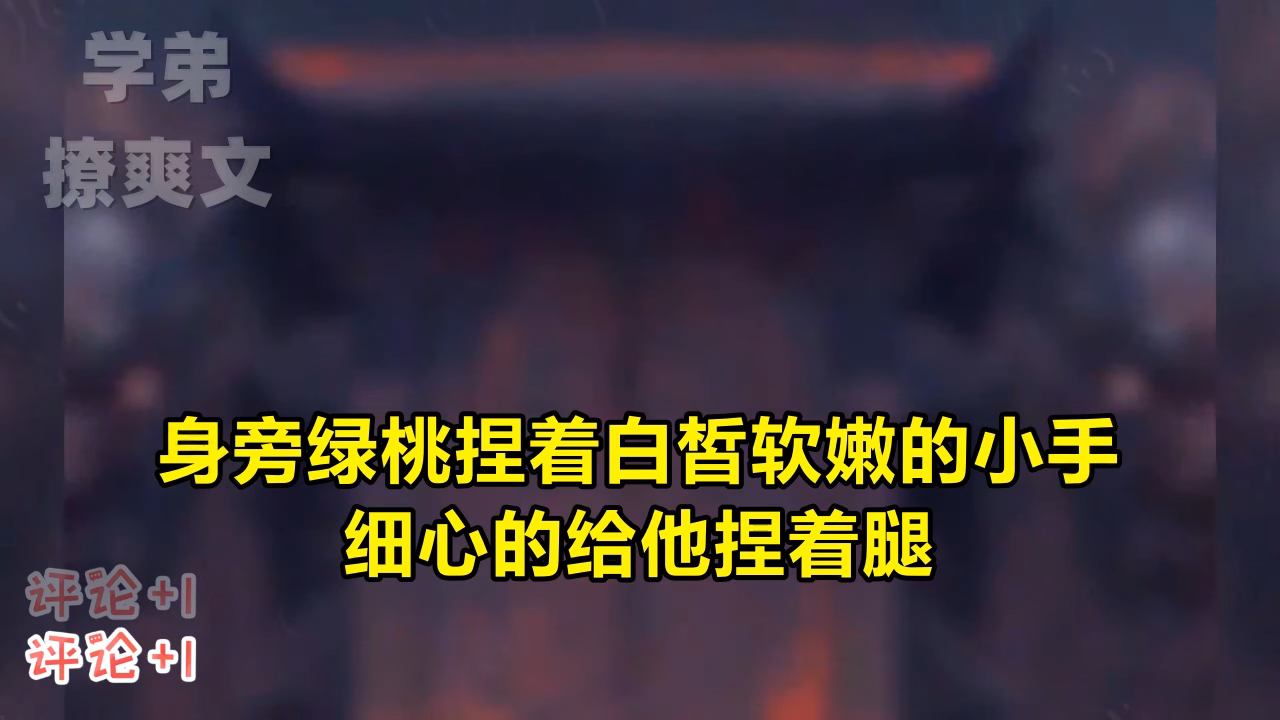 学弟
撩爽文
身旁绿桃捏着白皙软嫩的小手
细心的给他捏着腿
评论+1
评论+1